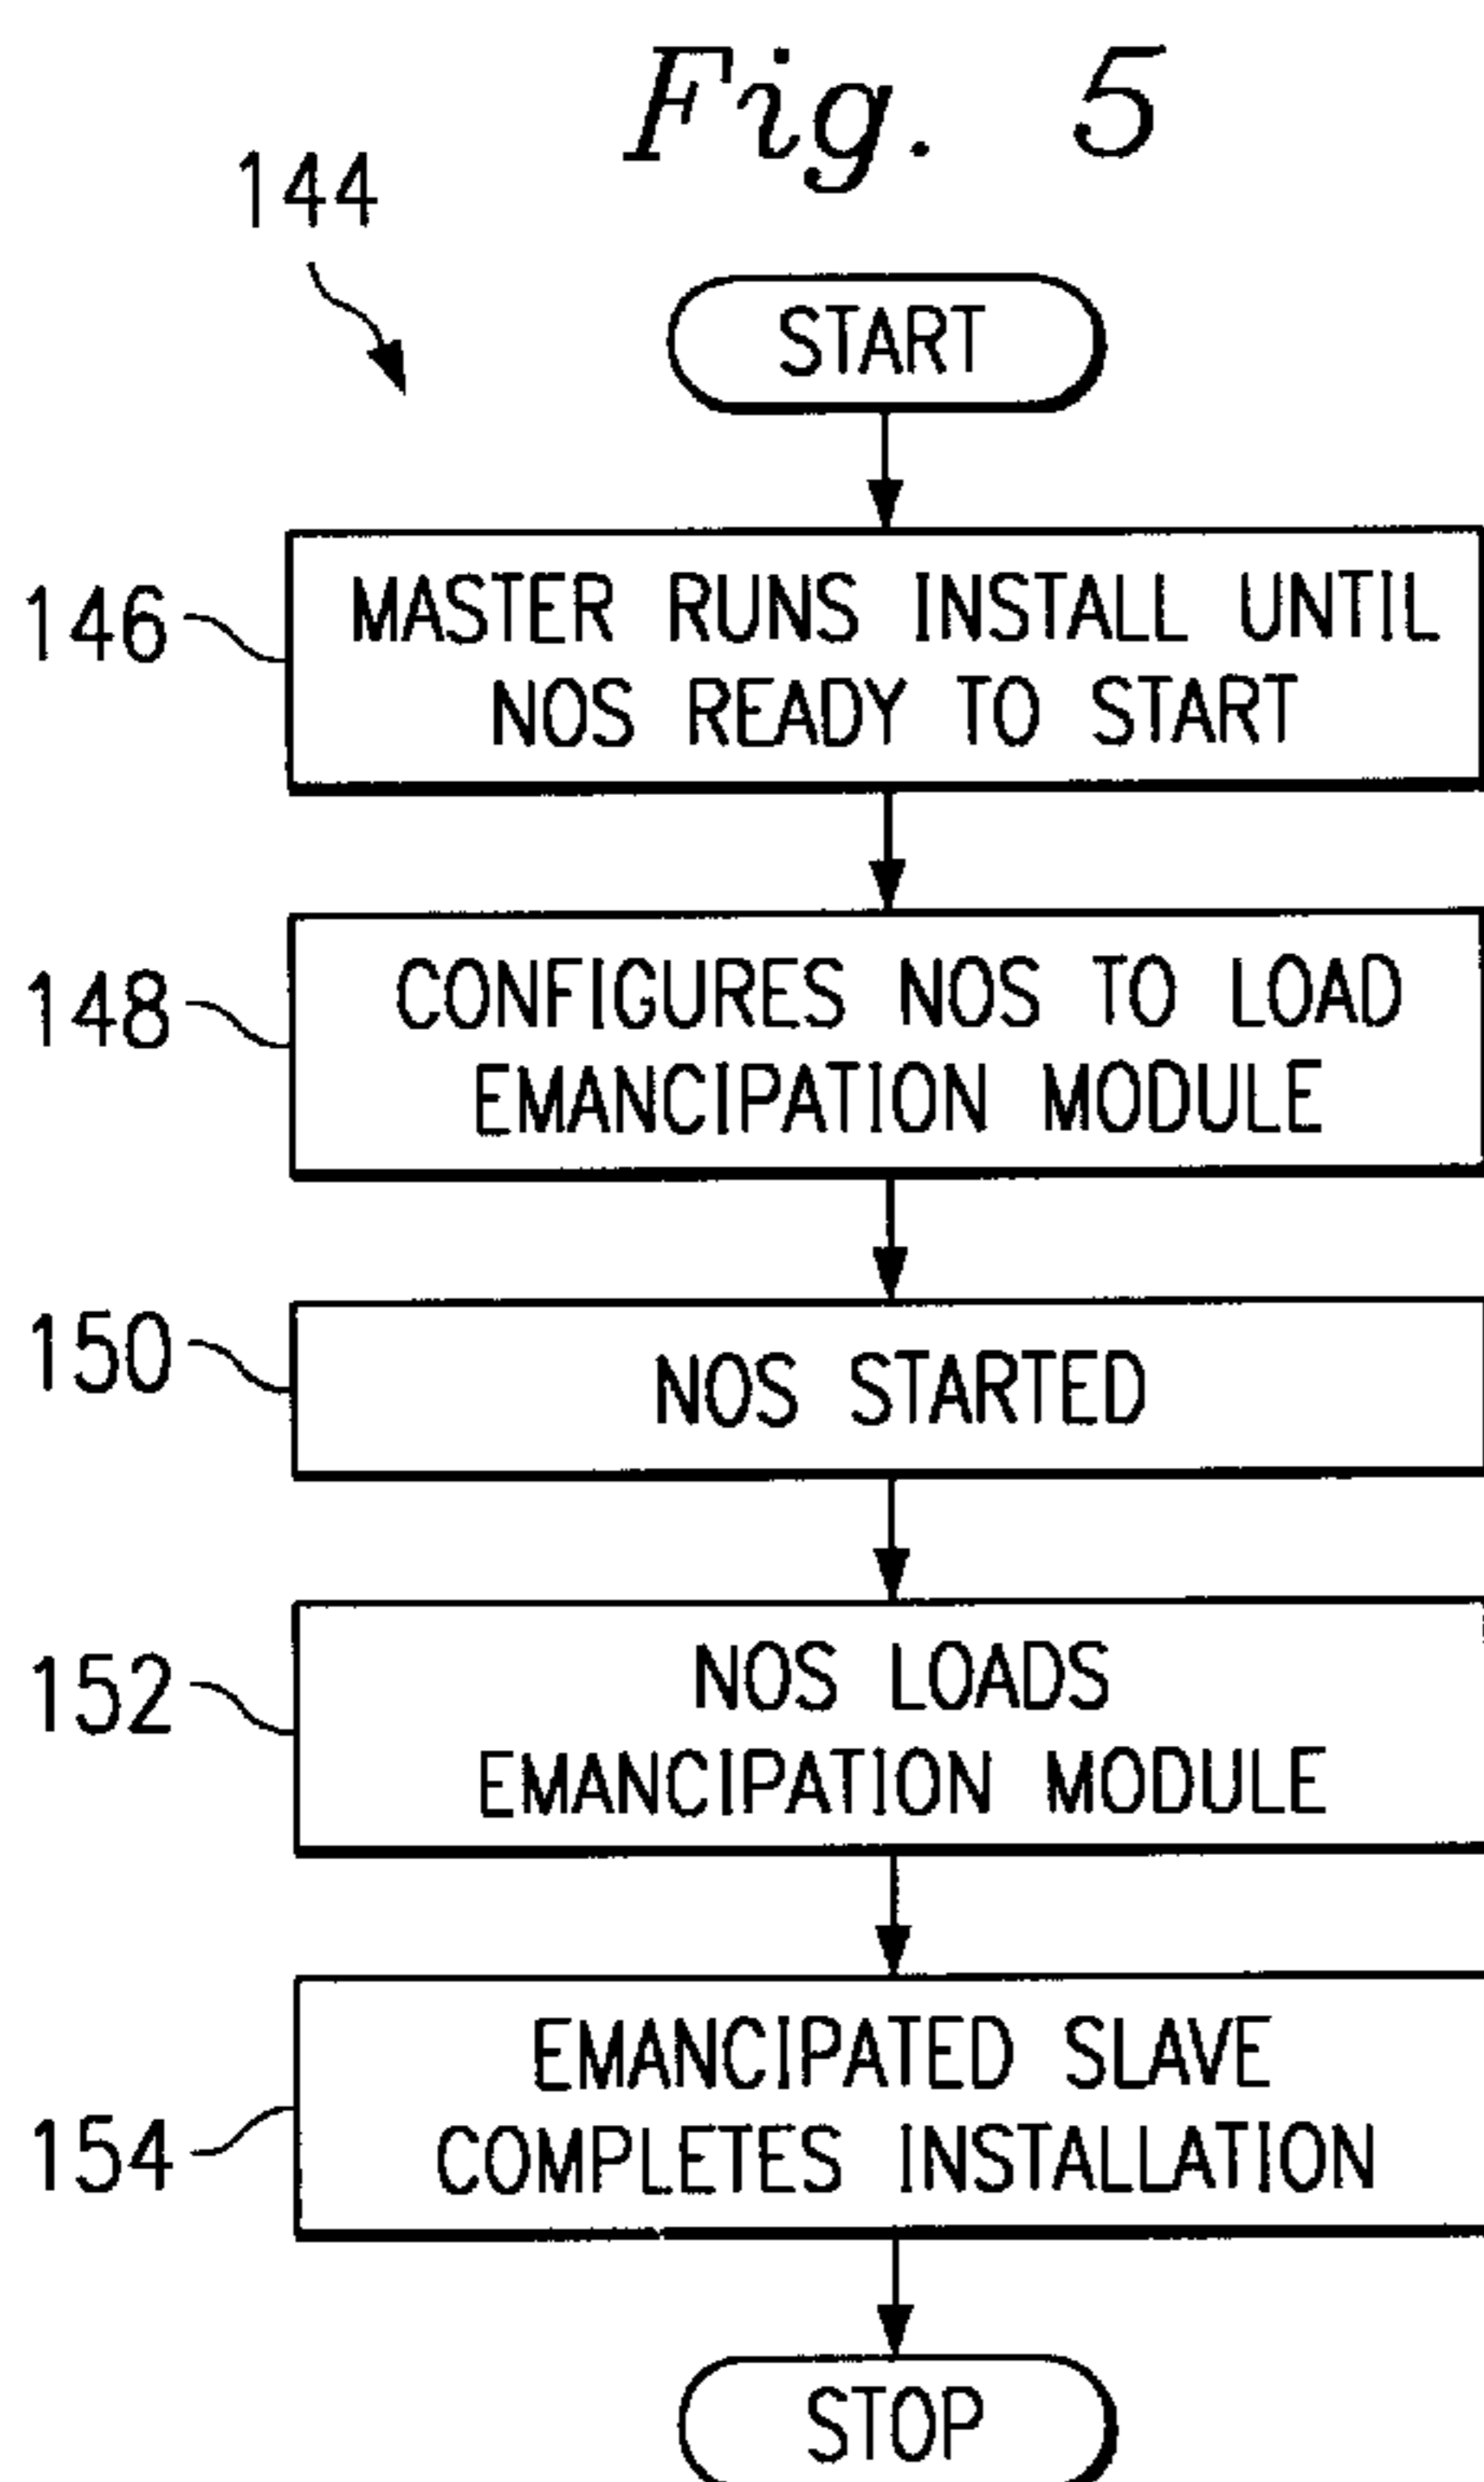 Fig. 5
144
START
146
MASTER RUNS INSTALL UNTIL
NOS READY TO START
148
CONFIGURES NOS TO LOAD
EMANCIPATION MODULE
150
NOS STARTED
152
NOS LOADS
EMANCIPATION MODULE
154
EMANCIPATED SLAVE
COMPLETES INSTALLATION
STOP